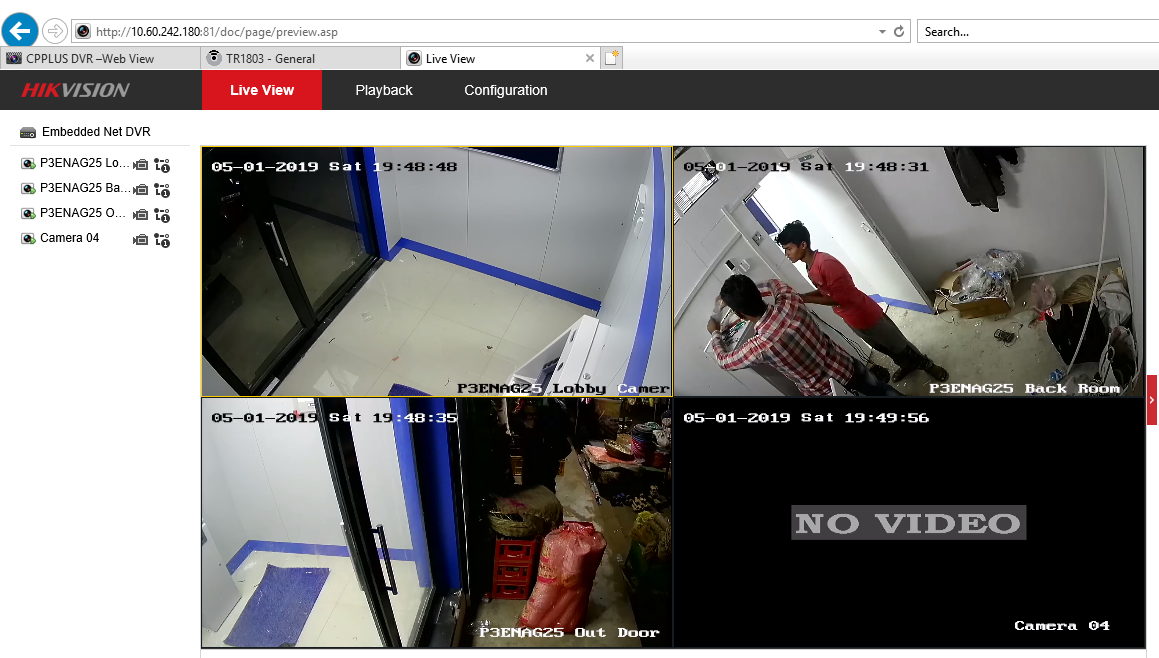 http://10.60.242.180:81/doc/page/preview.asp
Search...
CPPLUS DVR –Web View
TR1803 - General
Live View
HIKVISION
Live View
Playback
Configuration
Embedded Net DVR
P3ENAG25 Lo...
P3ENAG25 Ba...
P3ENAG25 O...
Camera 04
05-01-2019 Sat 19:48:48
P3ENAG25 Lobby Camer
05-01-2019 Sat 19:48:31
P3ENAG25 Back Room
05-01-2019 Sat 19:48:35
P3ENAG25 Out Door
05-01-2019 Sat 19:49:56
NO VIDEO
Camera 04